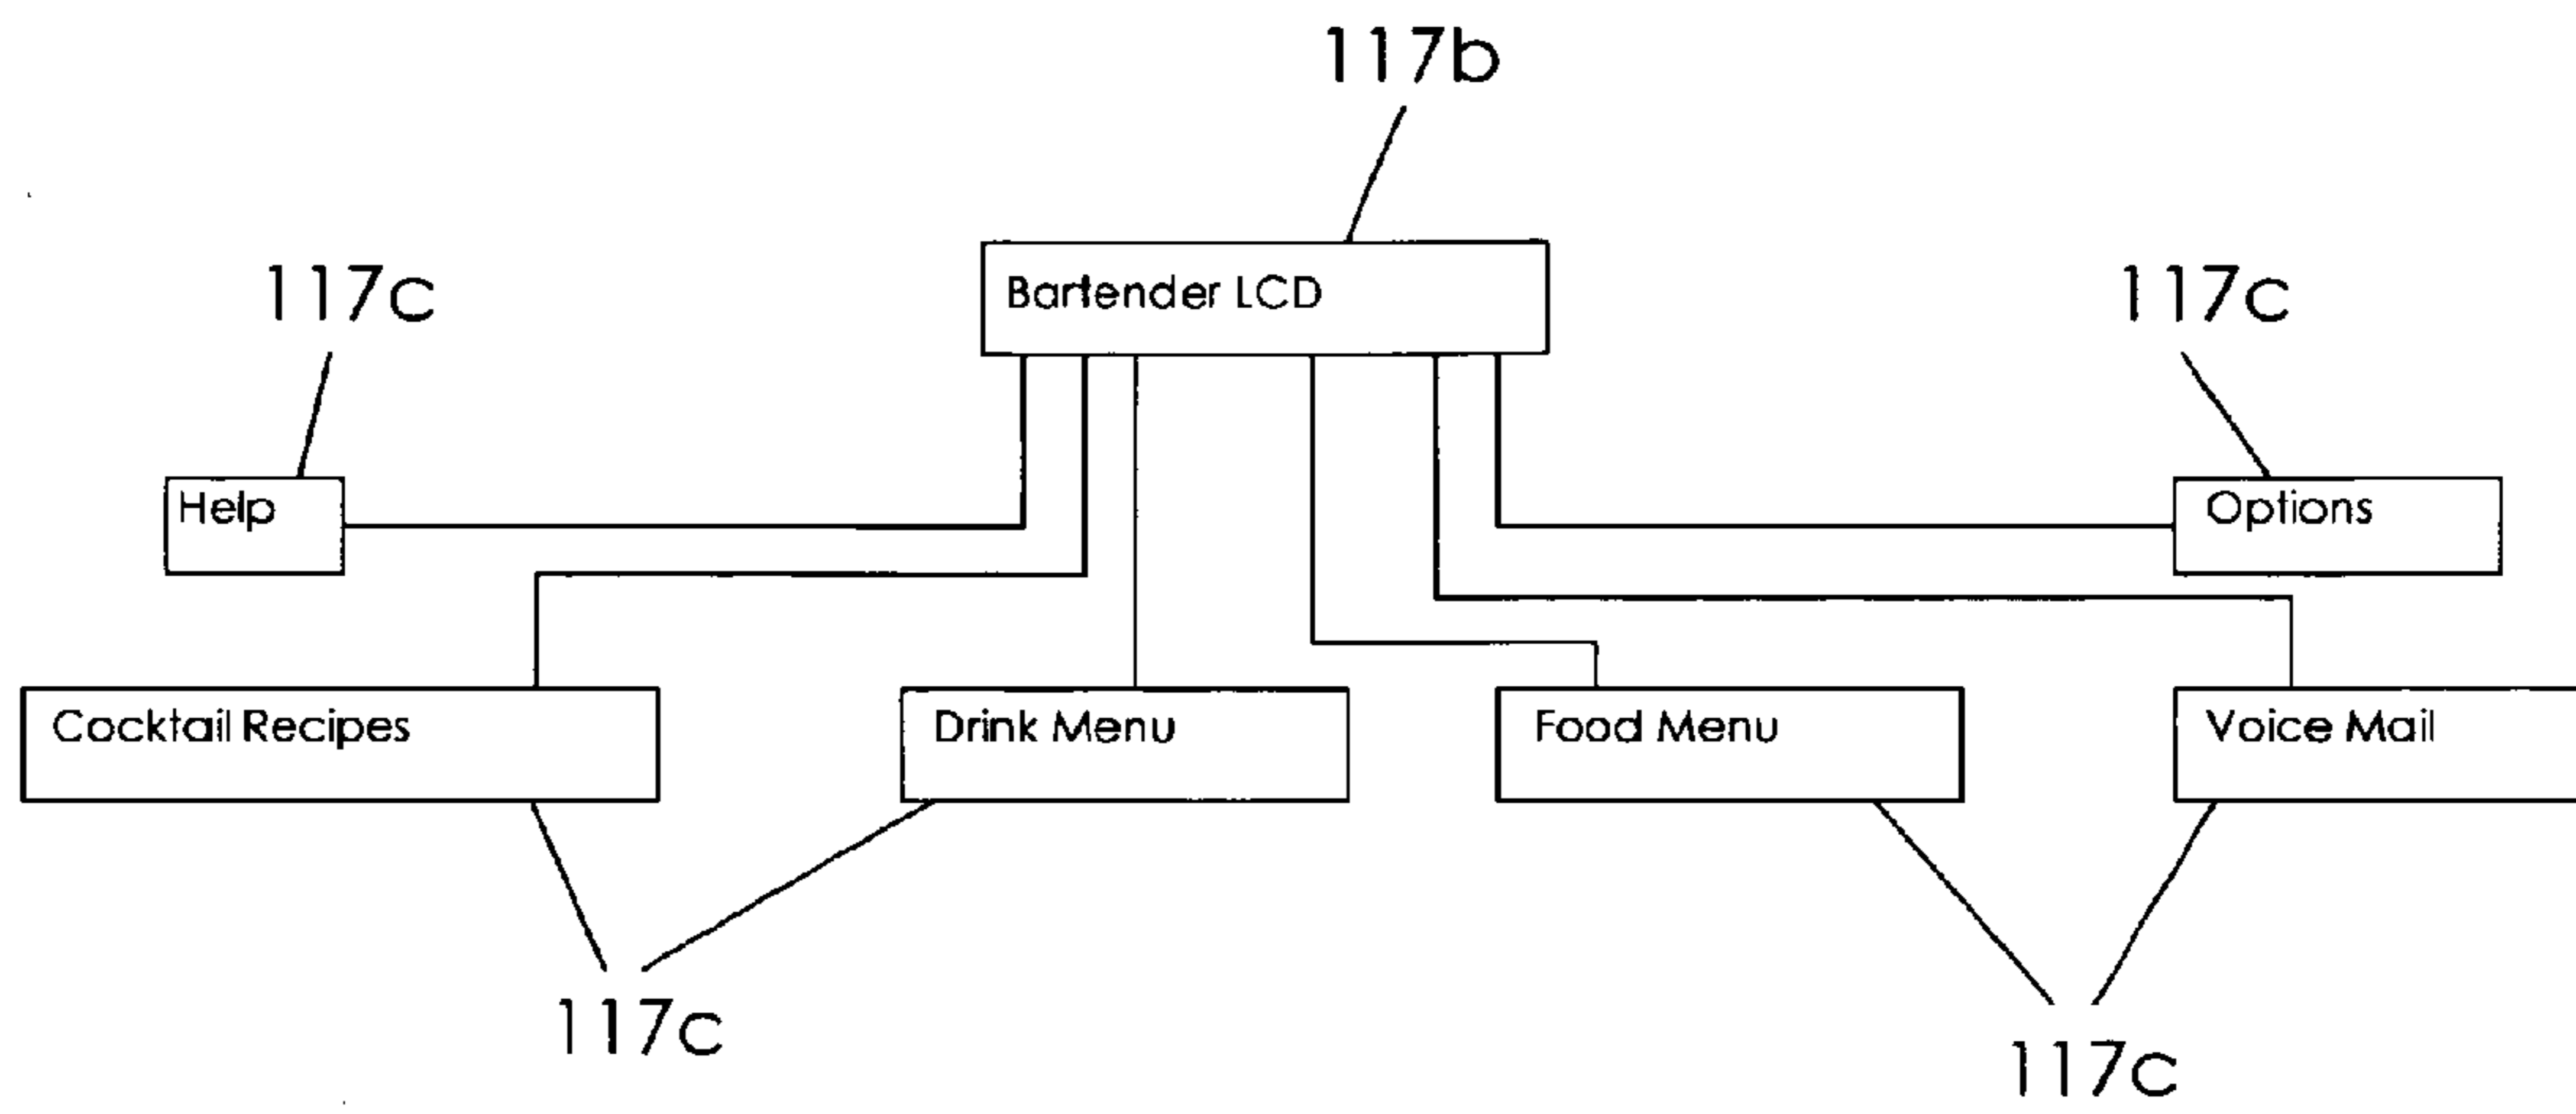 117b
117c
Bartender LCD
117c
Help
Options
Cocktail Recipes
Drink Menu
Food Menu
Voice Mail
117c
117c